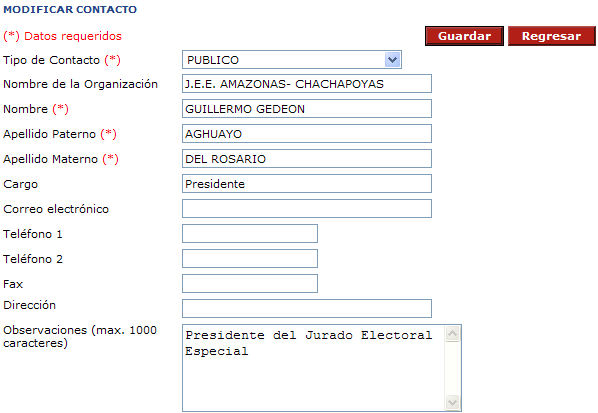 MODIFICAR CONTACTO
(*) Datos requeridos
Guardar Regresar
Tipo de Contacto (*) PUBLICO
Nombre de la Organización J.E.E. AMAZONAS- CHACHAPOYAS
Nombre (*) GUILLERMO GEDEON
Apellido Paterno (*) AGHUAYO
Apellido Materno (*) DEL ROSARIO
Cargo Presidente
Correo electrónico
Teléfono 1
Teléfono 2
Fax
Dirección
Observaciones (max. 1000 caracteres) Presidente del Jurado Electoral
Especial